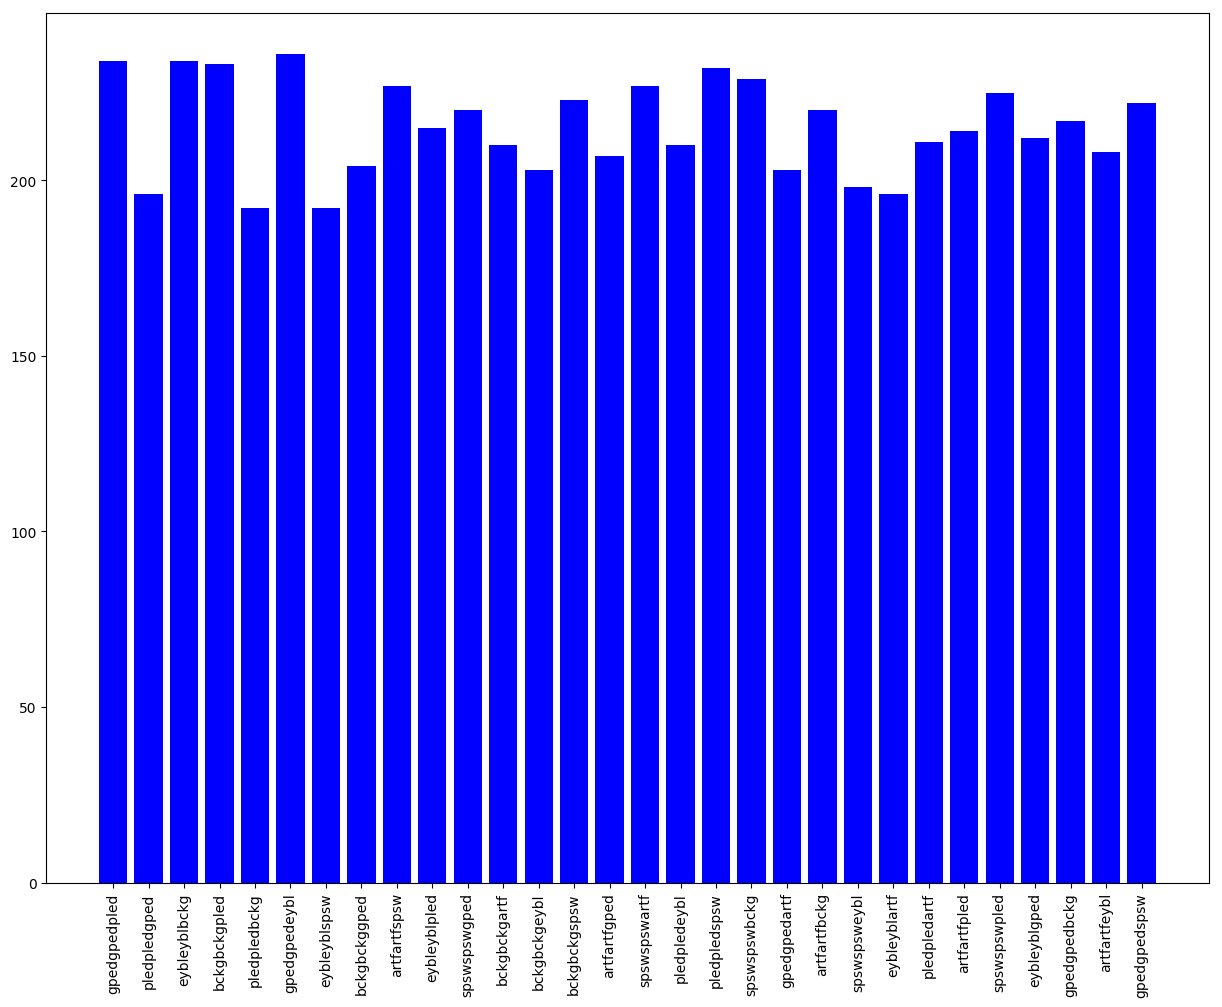 200
150
100
50
0
gpedgpedpled
pledpledgped
eybleyblbckg
bckgbckgpled
pledpledbckg
gpedgpedeybl
eybleyblspsw
bckgbckggped
artfartfspsw
eybleyblpled
spswspswgped
bckgbckgartf
bckgbckgeybl
bckgbckgspsw
artfartfgped
spswspswartf
pledpledeybl
pledpledspsw
spswspswbckg
gpedgpedartf
artfartfbckg
spswspsweybl
eybleyblartf
pledpledartf
artfartfpled
spswspswpled
eybleyblgped
gpedgpedbckg
artfartfeybl
gpedgpedspsw